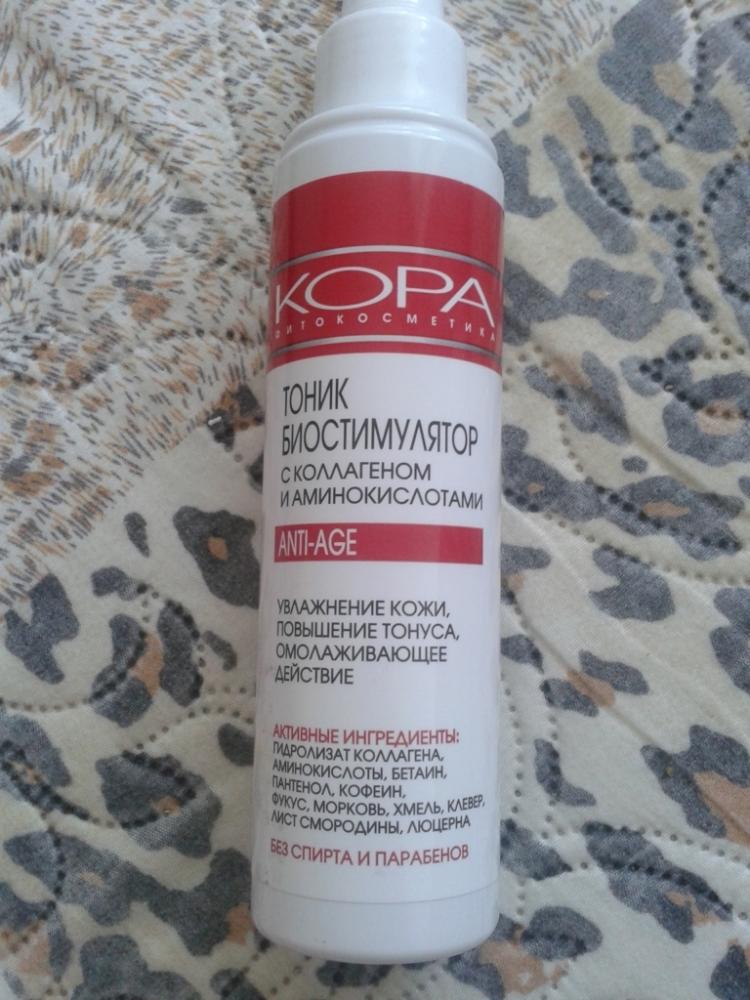 КОРА
ФИТОКОСМЕТИКА
ТОНИК
БИОСТИМУЛЯТОР
С КОЛЛАГЕНОМ
И АМИНОКИСЛОТАМИ
ANTI-AGE
УВЛАЖНЕНИЕ КОЖИ,
ПОВЫШЕНИЕ ТОНУСА,
ОМОЛАЖИВАЮЩЕЕ
ДЕЙСТВИЕ
АКТИВНЫЕ ИНГРЕДИЕНТЫ:
ГИДРОЛИЗАТ КОЛЛАГЕНА,
АМИНОКИСЛОТЫ, БЕТАИН,
ПАНТЕНОЛ, КОФЕИН,
ФУКУС, МОРКОВЬ, ХМЕЛЬ, КЛЕВЕР,
ЛИСТ СМОРОДИНЫ, ЛЮЦЕРНА
БЕЗ СПИРТА И ПАРАБЕНОВ